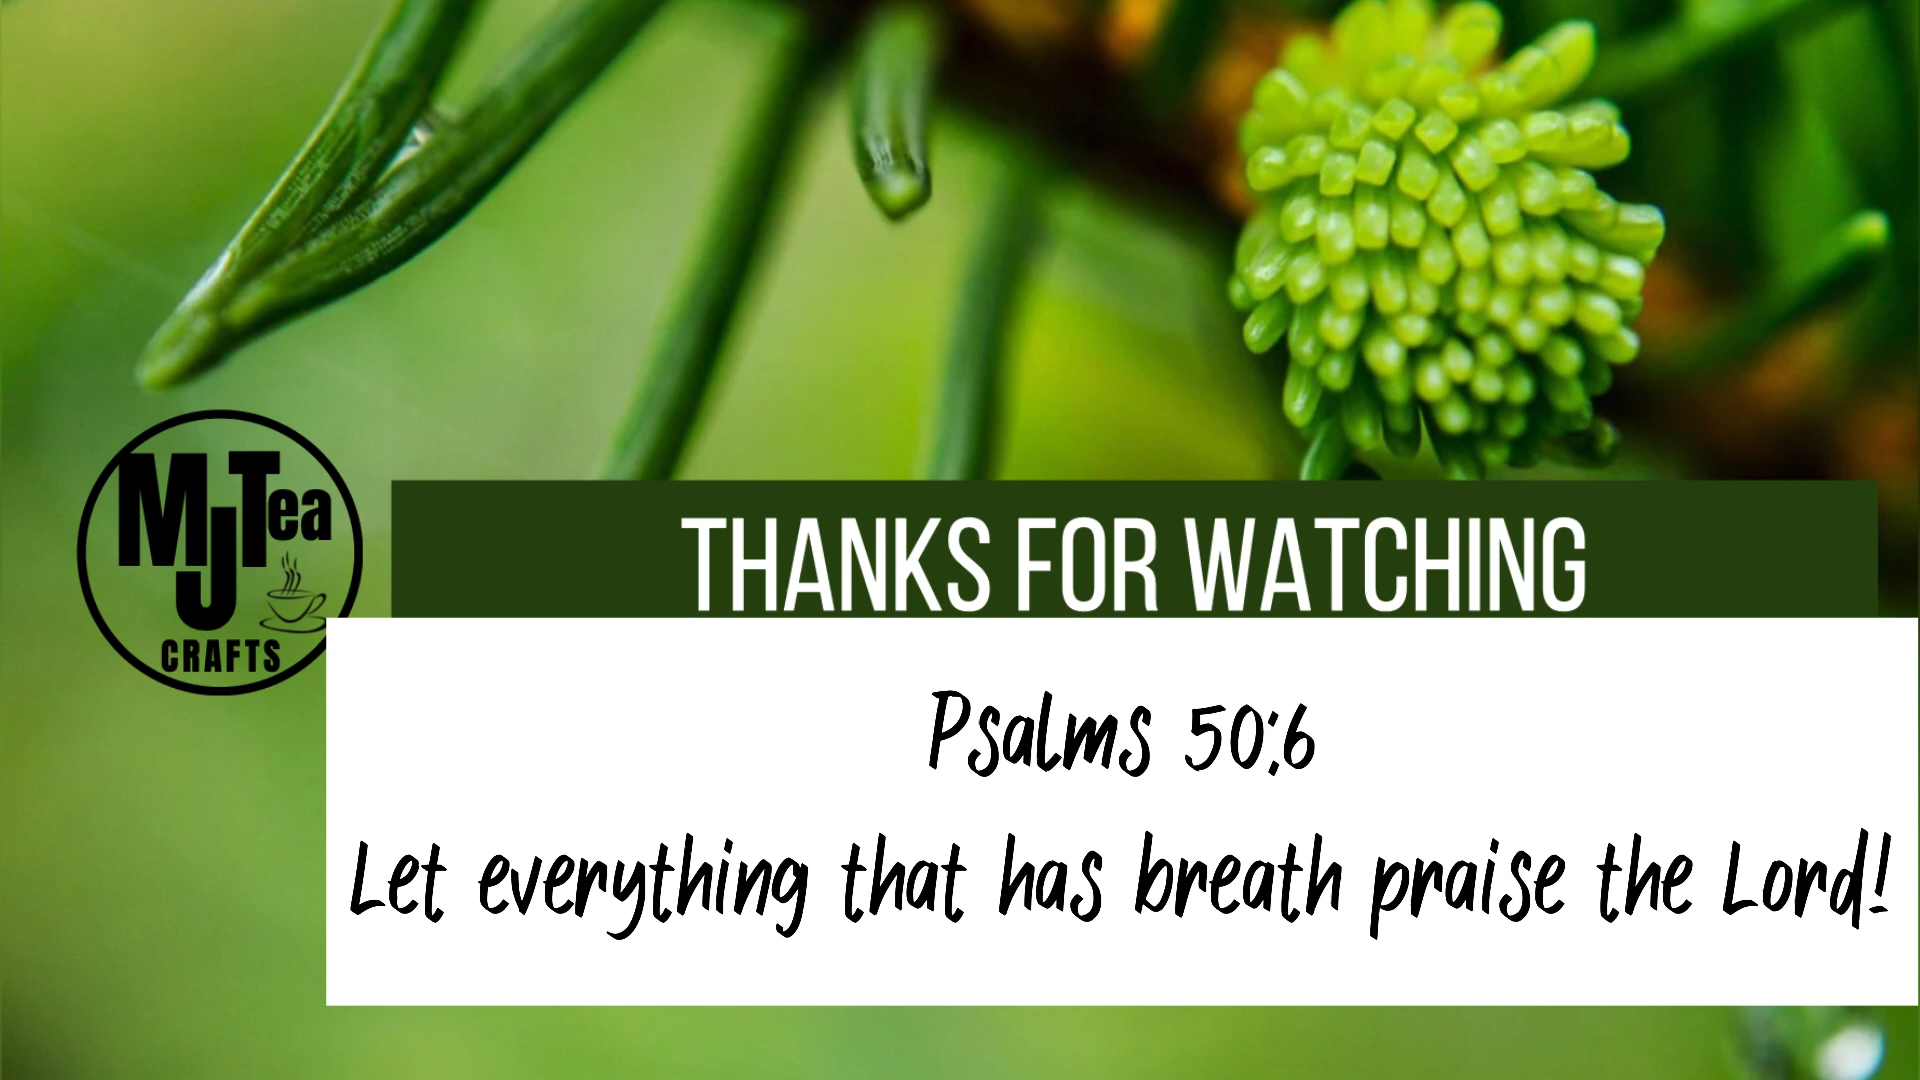 MJTea
CRAFTS
THANKS FOR WATCHING
Psalms 50:6
Let everything that has breath praise the Lord!